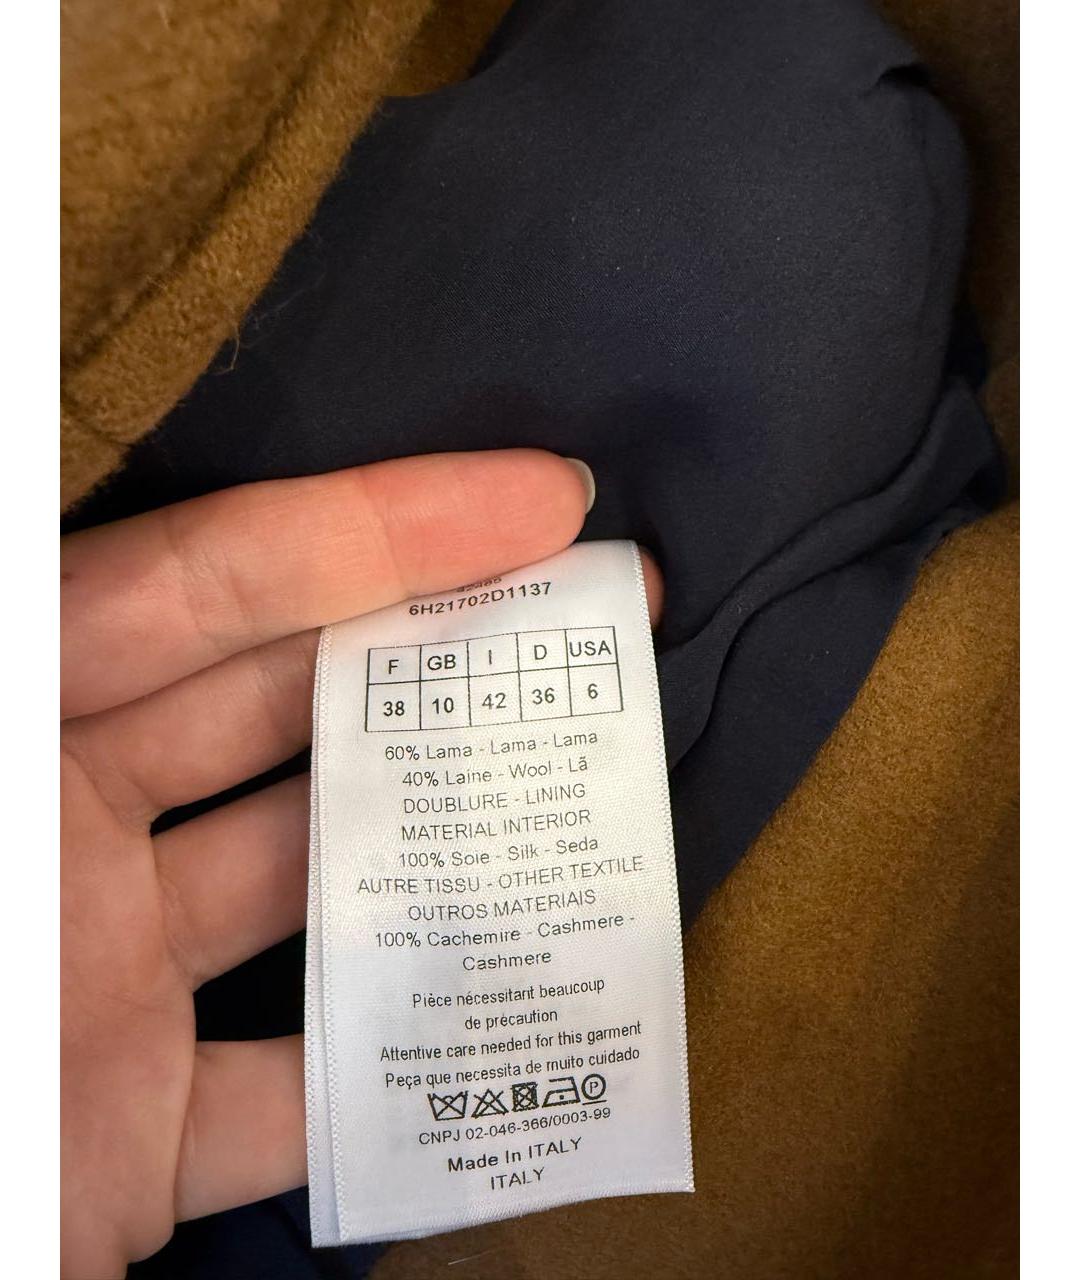 6H21702D1137
F GB I D USA
38 10 42 36 6
60% Lama - Lama - Lama
40% Laine - Wool - Lã
DOUBLURE - LINING
MATERIAL INTERIOR
100% Soie - Silk - Seda
AUTRE TISSU - OTHER TEXTILE
OUTROS MATERIAIS
100% Cachemire - Cashmere -
Cashmere
Pièce nécessitant beaucoup
de précaution
Attentive care needed for this garment
Peça que necessita de muito cuidado
P
CNPJ 02-046-366/0003-99
Made In ITALY
ITALY